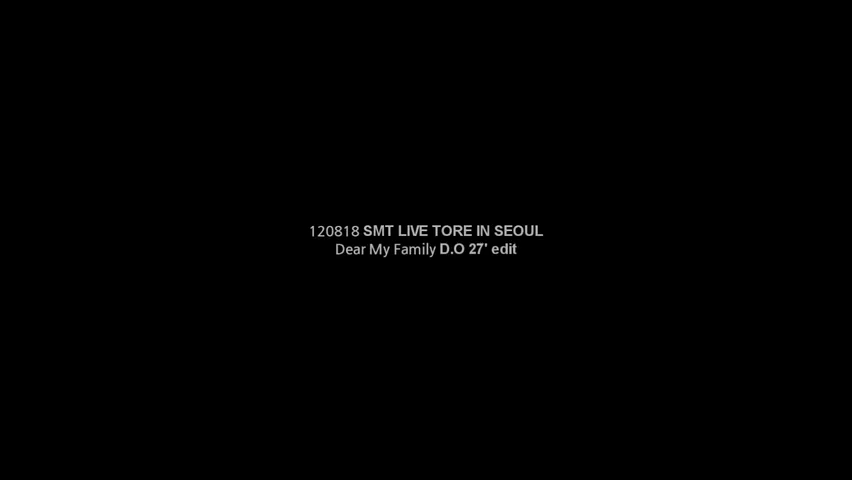 120818 SMT LIVE TORE IN SEOUL
Dear My Family D.O 27' edit